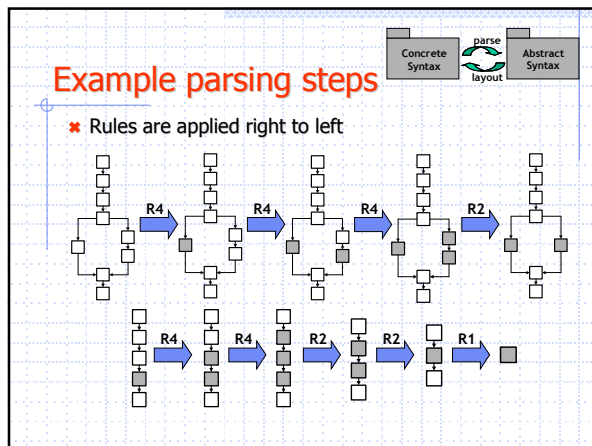 Concrete
Syntax
parse
layout
Abstract
Syntax
Example parsing steps
Rules are applied right to left
R4
R4
R4
R2
R4
R4
R2
R2
R1